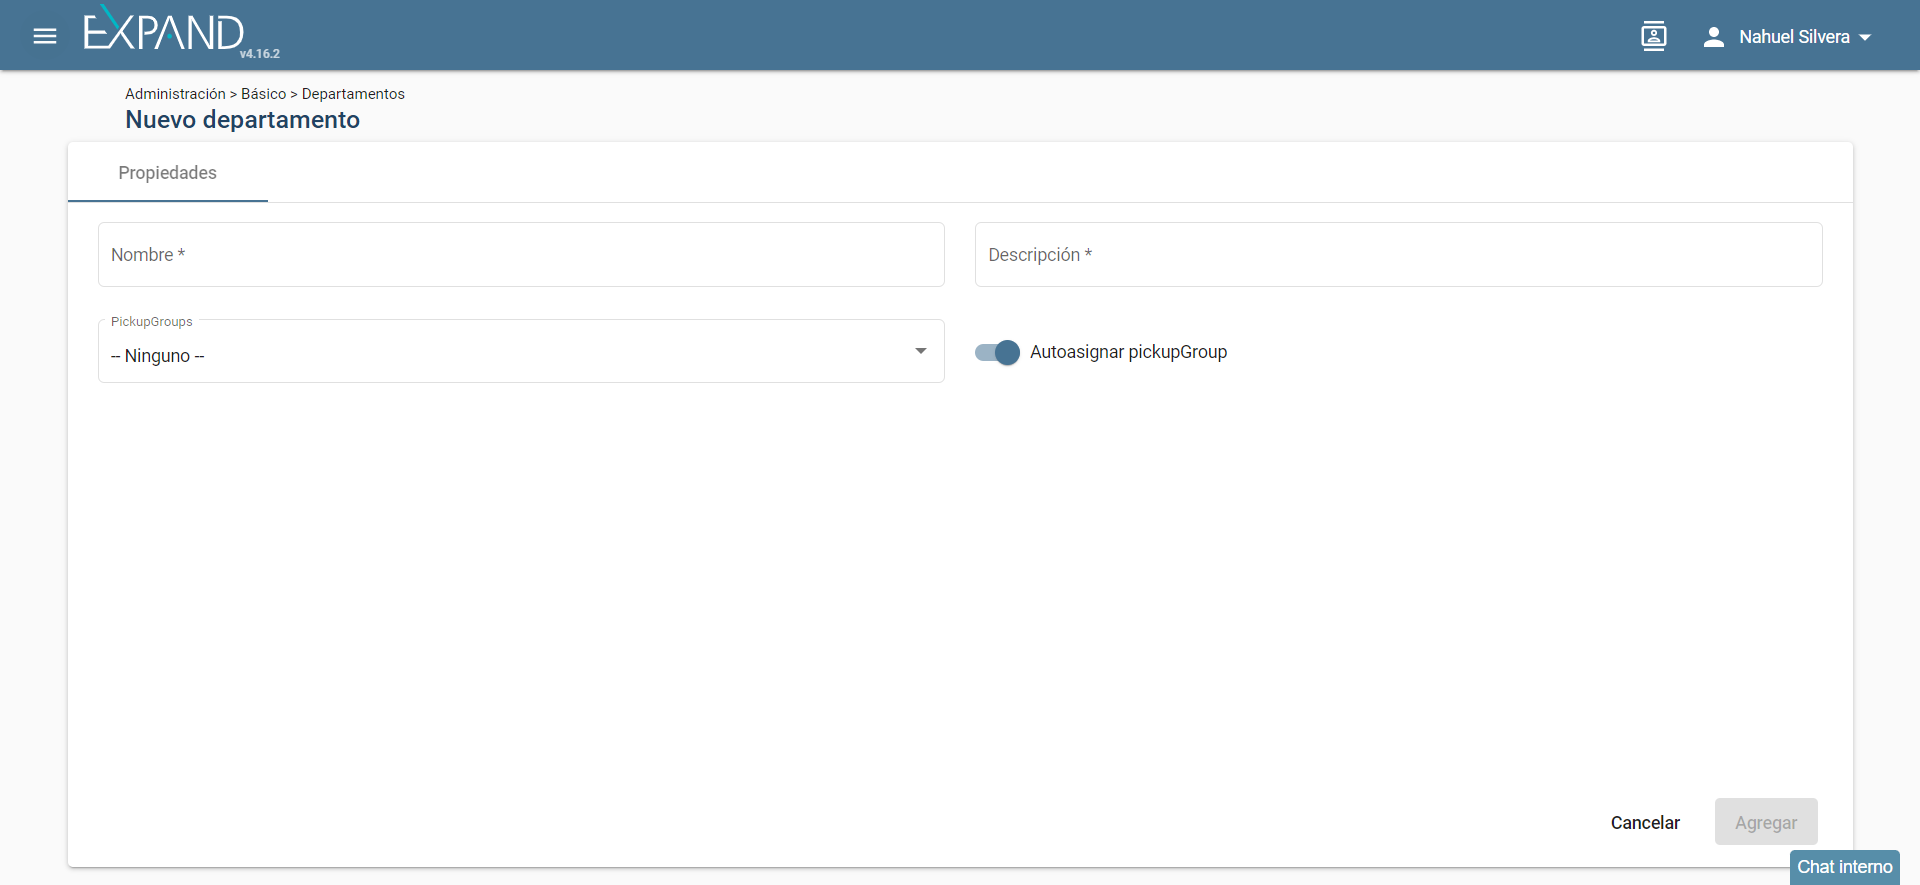 EXPAND
v4.16.2
Nahuel Silvera
Administración > Básico > Departamentos
Nuevo departamento
Propiedades
Nombre *
Descripción *
PickupGroups
-- Ninguno --
Autoasignar pickupGroup
Cancelar
Agregar
Chat interno